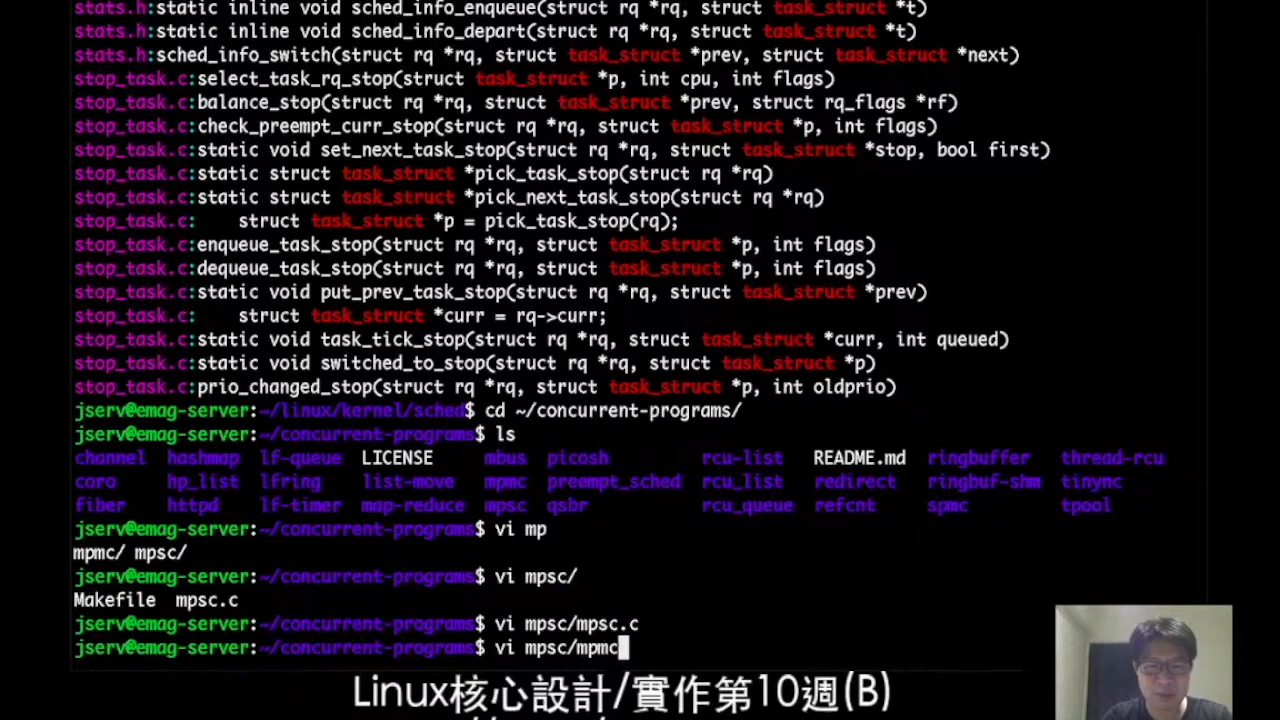 stats.h:static inline void sched_info_enqueue(struct rq *rq, struct task_struct *t)
stats.h:static inline void sched_info_depart(struct rq *rq, struct task_struct *t)
stats.h:sched_info_switch(struct rq *rq, struct task_struct *prev, struct task_struct *next)
stop_task.c:select_task_rq_stop(struct task_struct *p, int cpu, int flags)
stop_task.c:balance_stop(struct rq *rq, struct task_struct *prev, struct rq_flags *rf)
stop_task.c:check_preempt_curr_stop(struct rq *rq, struct task_struct *p, int flags)
stop_task.c:static void set_next_task_stop(struct rq *rq, struct task_struct *stop, bool first)
stop_task.c:static struct task_struct *pick_task_stop(struct rq *rq)
stop_task.c:static struct task_struct *pick_next_task_stop(struct rq *rq)
stop_task.c:    struct task_struct *p = pick_task_stop(rq);
stop_task.c:enqueue_task_stop(struct rq *rq, struct task_struct *p, int flags)
stop_task.c:dequeue_task_stop(struct rq *rq, struct task_struct *p, int flags)
stop_task.c:static void put_prev_task_stop(struct rq *rq, struct task_struct *prev)
stop_task.c:    struct task_struct *curr = rq->curr;
stop_task.c:static void task_tick_stop(struct rq *rq, struct task_struct *curr, int queued)
stop_task.c:static void switched_to_stop(struct rq *rq, struct task_struct *p)
stop_task.c:prio_changed_stop(struct rq *rq, struct task_struct *p, int oldprio)
jserv@emag-server:~/linux/kernel/sched$ cd ~/concurrent-programs/
jserv@emag-server:~/concurrent-programs$ ls
channel  hashmap  lf-queue  LICENSE  mbus  picosh  rcu-list  README.md  ringbuffer  thread-rcu
coro  hp_list  lfring  list-move  mpmc  preempt_sched  rcu_list  redirect  ringbuf-shm  tinync
fiber  httpd  lf-timer  map-reduce  mpsc  qsbr  rcu_queue  refcnt  spmc  tpool
jserv@emag-server:~/concurrent-programs$ vi mp
mpmc/ mpsc/
jserv@emag-server:~/concurrent-programs$ vi mpsc/
Makefile  mpsc.c
jserv@emag-server:~/concurrent-programs$ vi mpsc/mpsc.c
jserv@emag-server:~/concurrent-programs$ vi mpsc/mpmc
Linux核心設計/實作第10週(B)